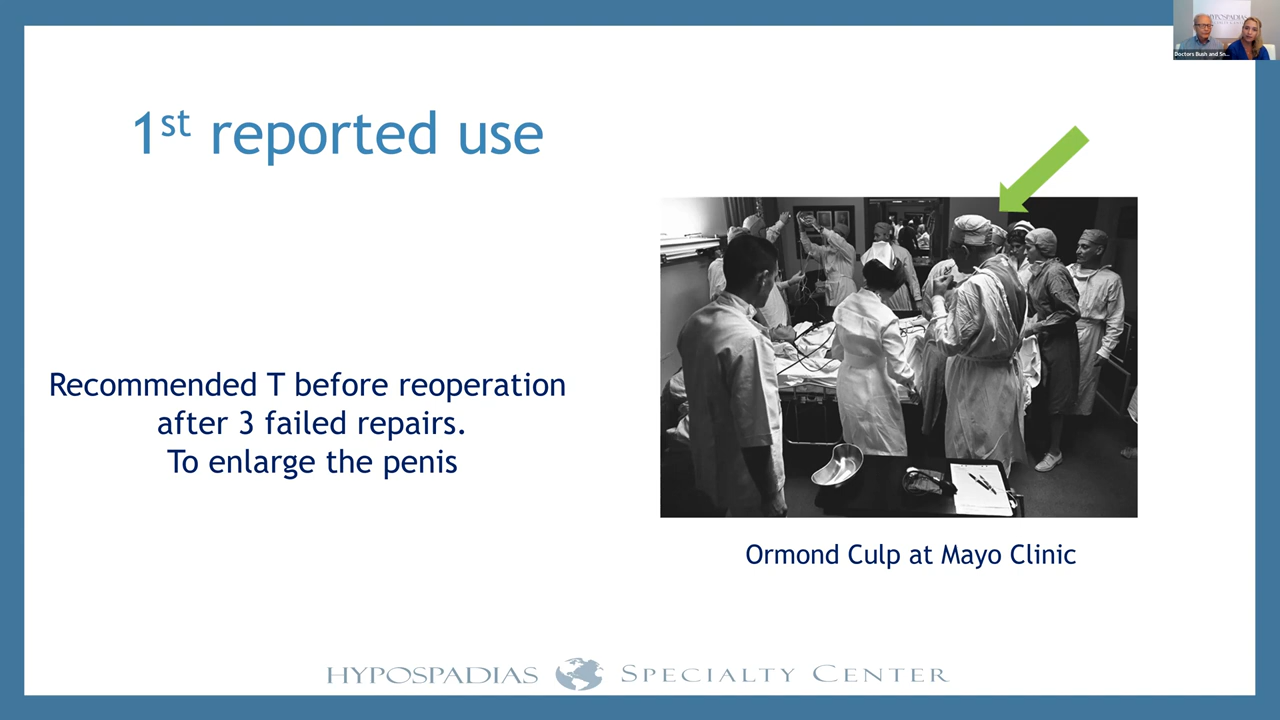 HYPOSPADIAS
Doctors Bush and Sn...
1st reported use
Recommended T before reoperation
after 3 failed repairs.
To enlarge the penis
Ormond Culp at Mayo Clinic
HYPOSPADIAS SPECIALTY CENTER